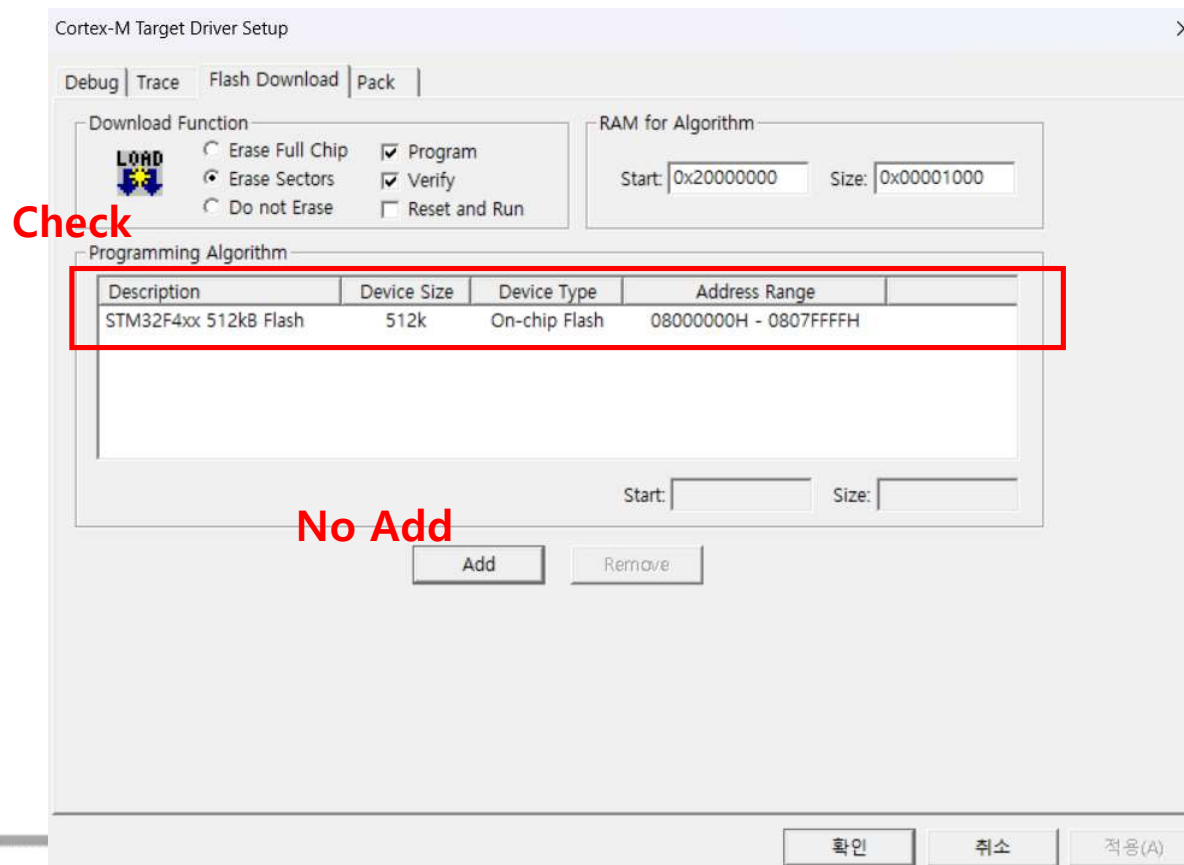 Cortex-M Target Driver Setup
Debug Trace Flash Download Pack
Download Function
LOAD
Erase Full Chip
Erase Sectors
Do not Erase
Program
Verify
Reset and Run
RAM for Algorithm
Start: 0x20000000 Size: 0x00001000
Check
Programming Algorithm
Description Device Size Device Type Address Range
STM32F4xx 512kB Flash 512k On-chip Flash 08000000H - 0807FFFFH
Start: Size:
No Add
Add Remove
확인 취소 적용(A)